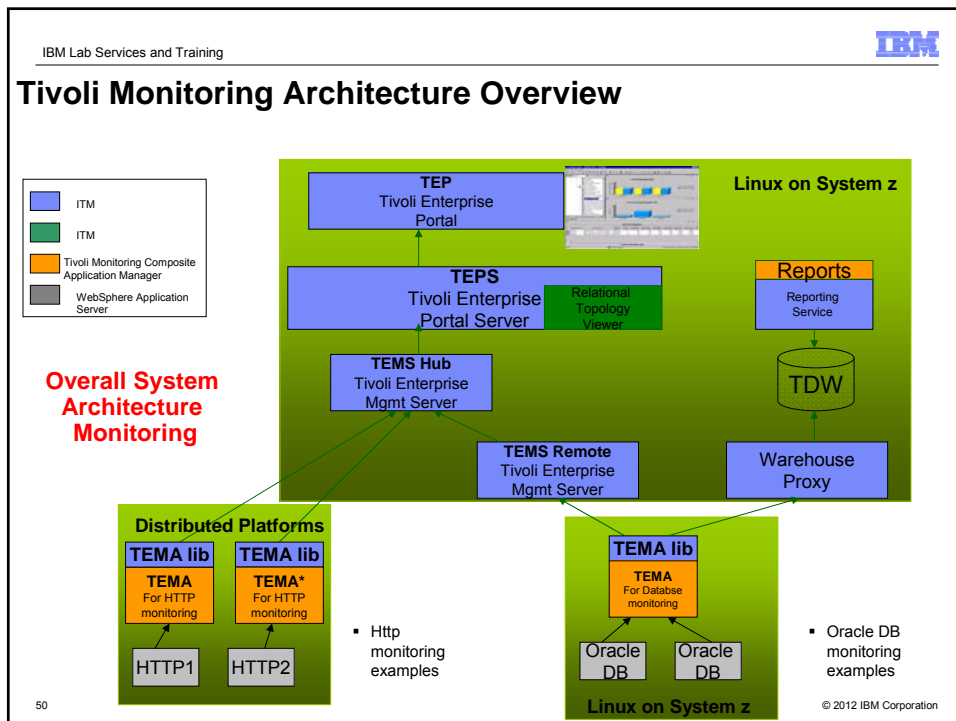 IBM Lab Services and Training
IBM
Tivoli Monitoring Architecture Overview
ITM
ITM
Tivoli Monitoring Composite
Application Manager
WebSphere Application
Server
Linux on System z
TEP
Tivoli Enterprise
Portal
TEPS
Tivoli Enterprise
Portal Server
Relational
Topology
Viewer
Reports
Reporting
Service
TEMS Hub
Tivoli Enterprise
Mgmt Server
TDW
Overall System
Architecture
Monitoring
TEMS Remote
Tivoli Enterprise
Mgmt Server
Warehouse
Proxy
Distributed Platforms
TEMA lib
TEMA
For HTTP
monitoring
HTTP1
TEMA lib
TEMA*
For HTTP
monitoring
HTTP2
▪ Http
monitoring
examples
TEMA lib
TEMA
For Databse
monitoring
Oracle
DB
Oracle
DB
Linux on System z
▪ Oracle DB
monitoring
examples
50
© 2012 IBM Corporation